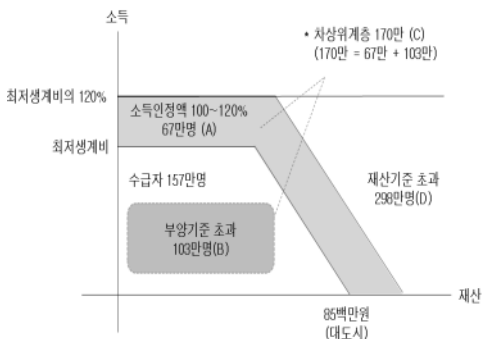 소득
* 차상위계층 170만 (C)
(170만 = 67만 + 103만)
최저생계비의 120%
소득인정액 100~120%
67만명 (A)
최저생계비
수급자 157만명
재산기준 초과
298만명(D)
부양기준 초과
103만명(B)
재산
85백만원
(대도시)